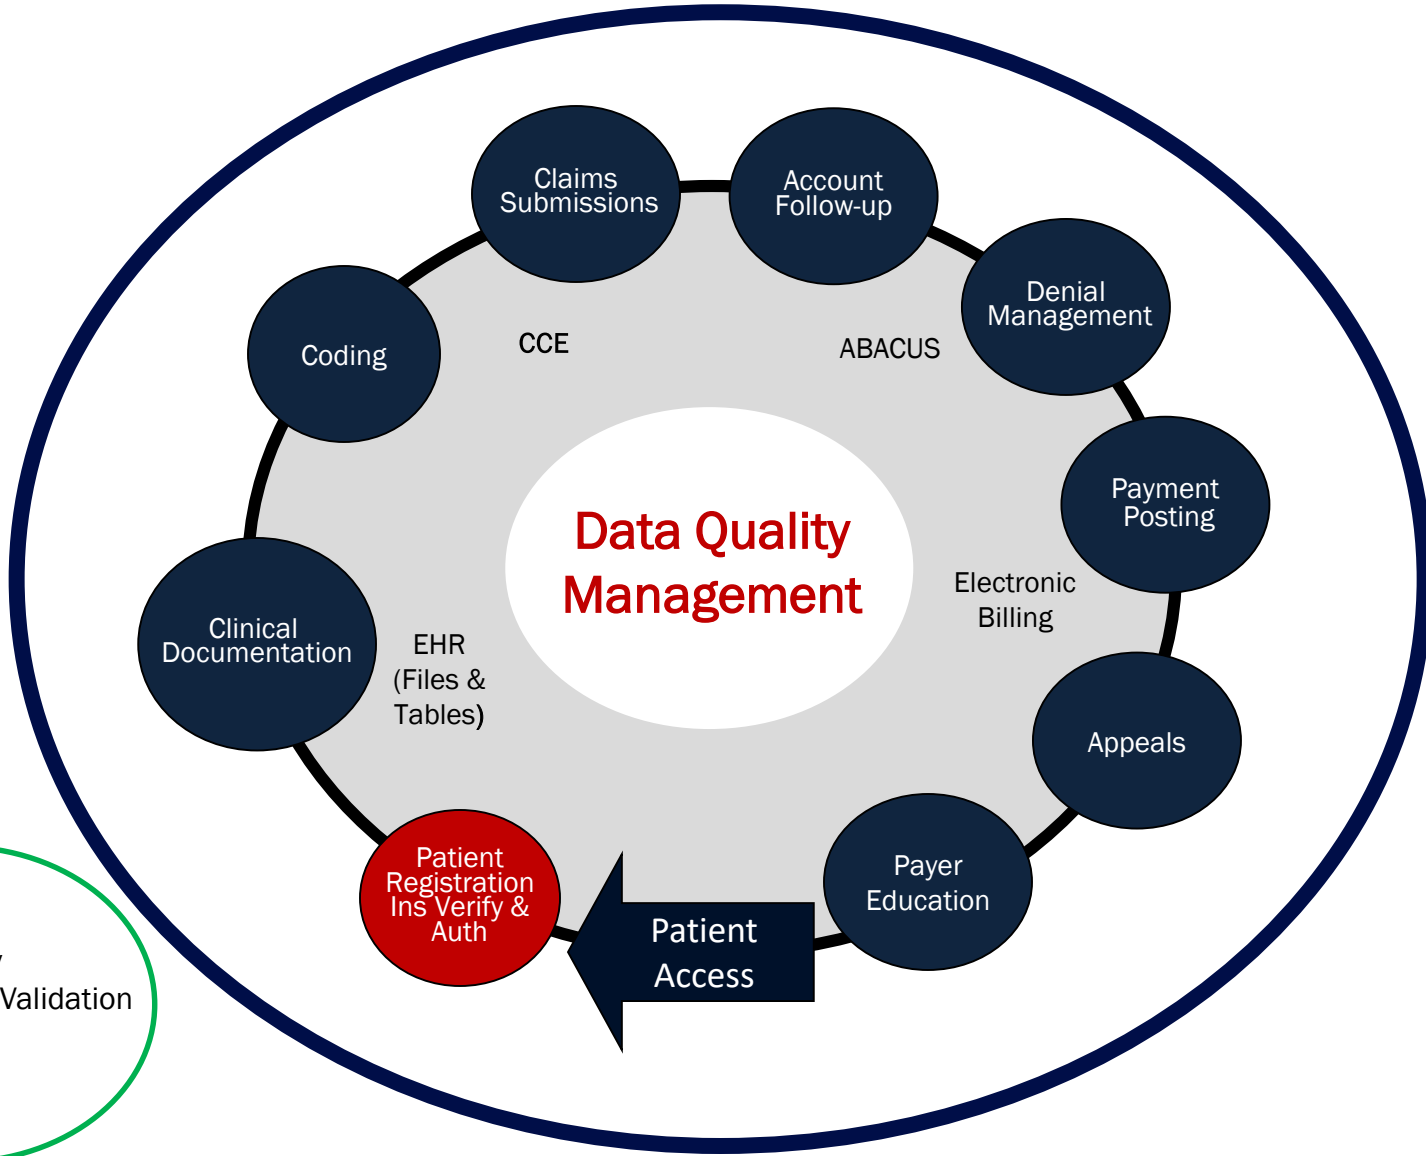 Claims
Submissions
Account
Follow-up
Denial
Management
Coding
CCE
ABACUS
Payment
Posting
Data Quality
Management
Electronic
Billing
Clinical
Documentation
EHR
(Files &
Tables)
Appeals
Patient
Registration
Ins Verify &
Auth
Patient
Access
Payer
Education
Validation